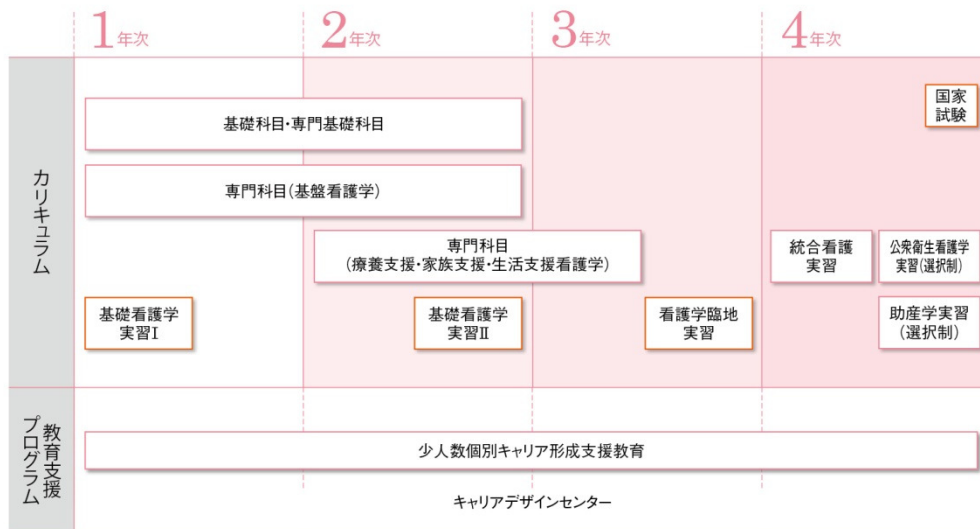 1年次
2年次
3年次
4年次
カリキュラム
国家
試験
基礎科目・専門基礎科目
専門科目(基盤看護学)
専門科目
(療養支援・家族支援・生活支援看護学)
統合看護
実習
公衆衛生看護学
実習(選択制)
基礎看護学
実習I
基礎看護学
実習II
看護学臨地
実習
助産学実習
(選択制)
教育支援
プログラム
少人数個別キャリア形成支援教育
キャリアデザインセンター